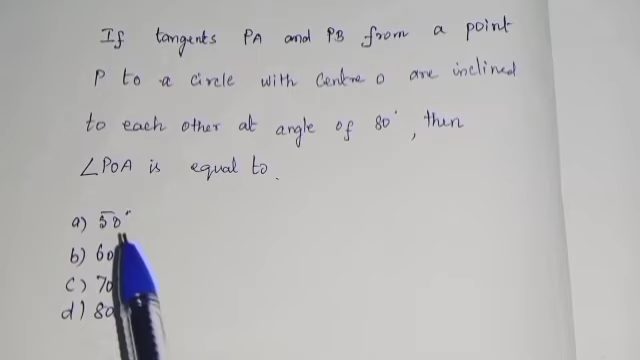 If tangents PA and PB from a point
P to a circle with Centre O are inclined
to each other at angle of 80°, then
∠POA is equal to.
a) 50°
b) 60
c) 70
d) 80